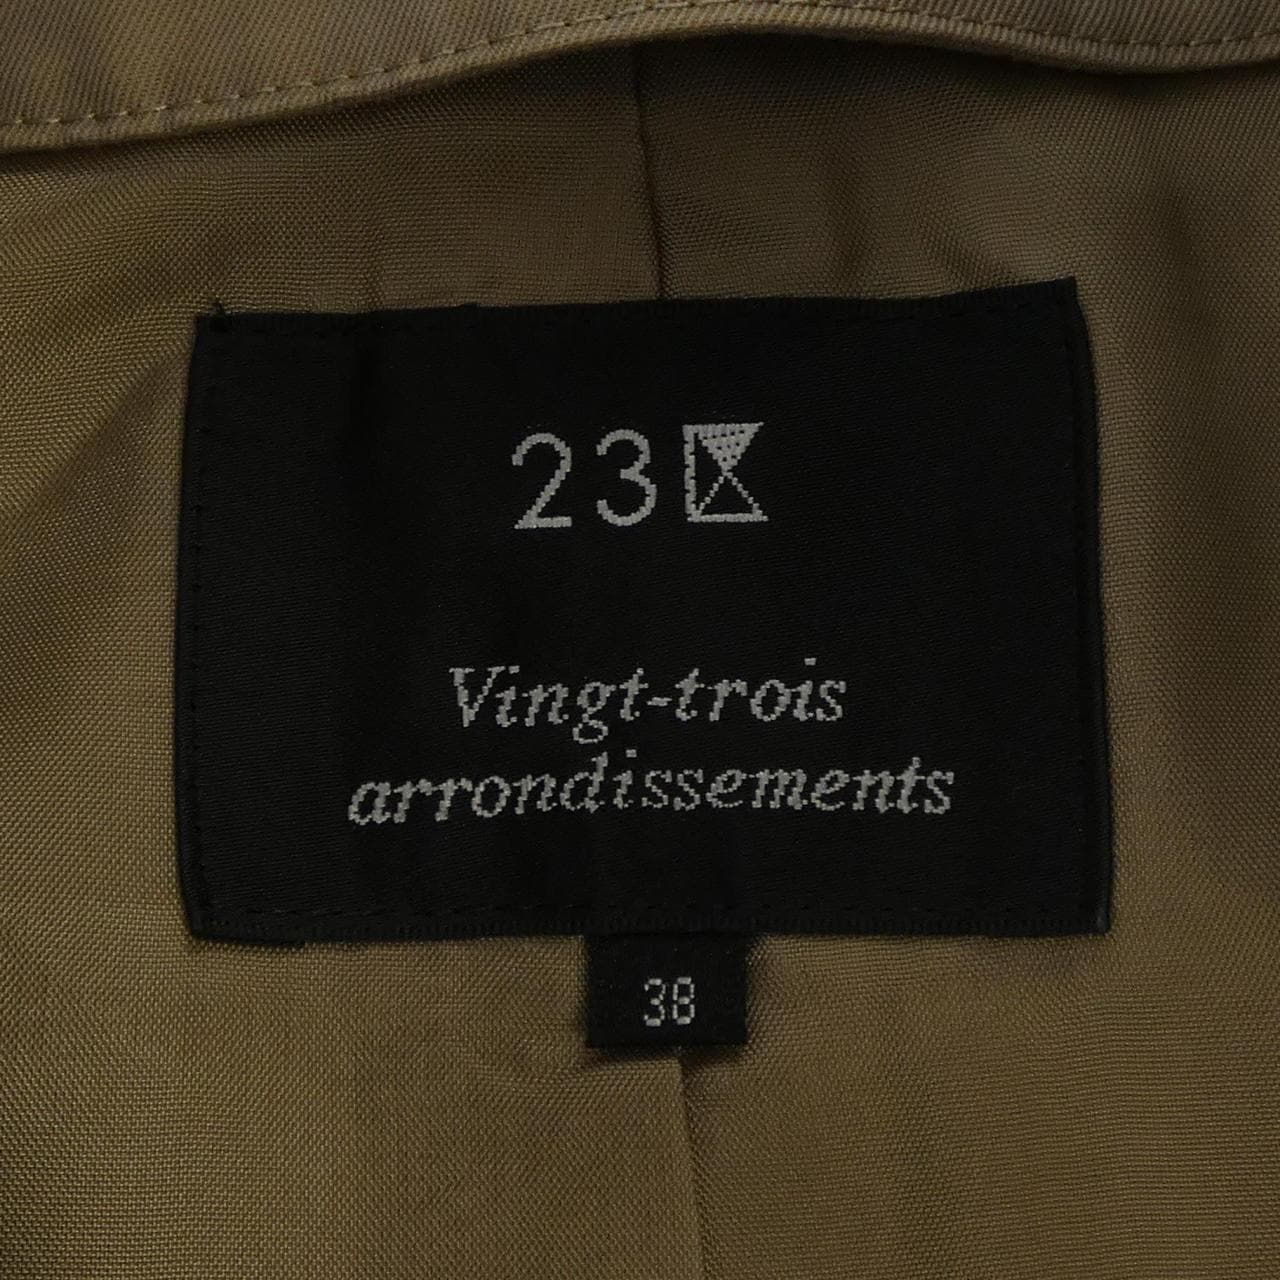 23区
Vingt-trois
arrondissements
38